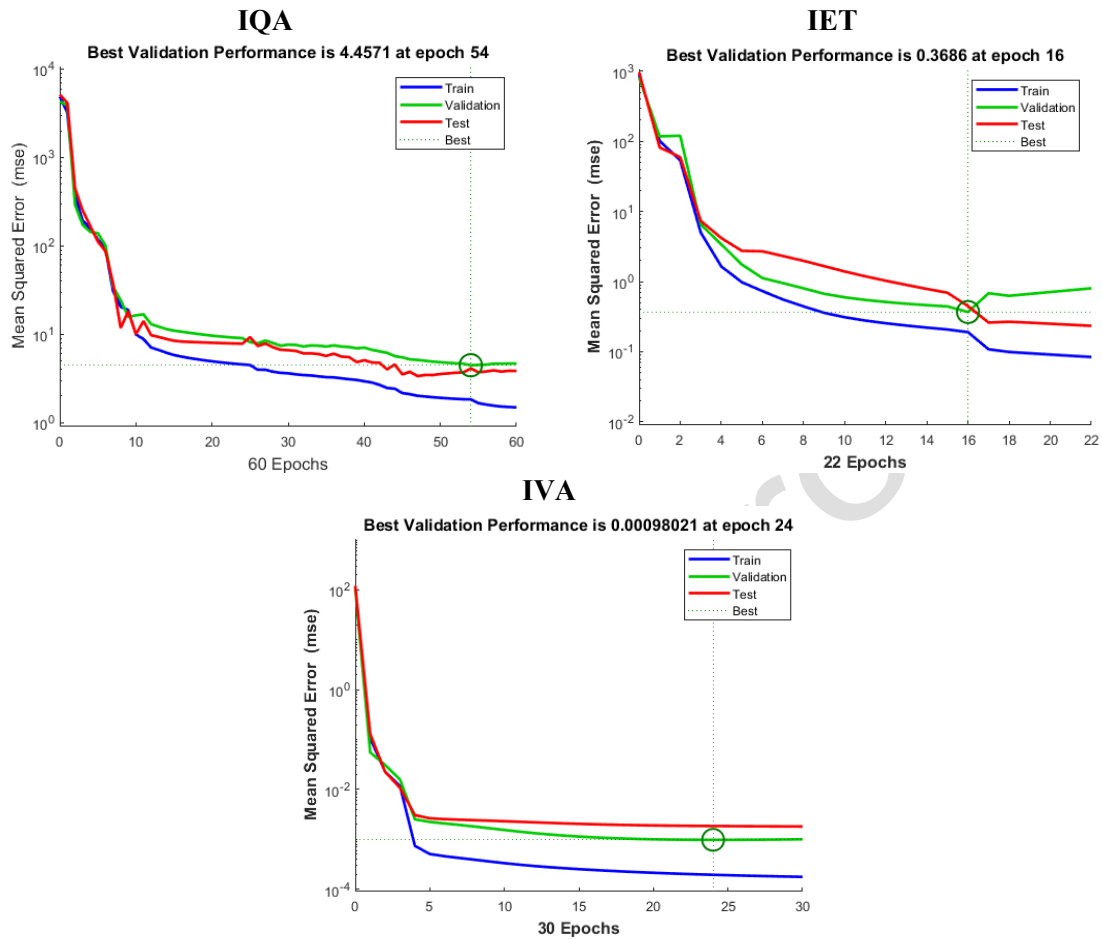 IQA
Best Validation Performance is 4.4571 at epoch 54
Mean Squared Error (mse)
10^4
10^3
10^2
10^1
10^0
Train
Validation
Test
Best
0 10 20 30 40 50 60
60 Epochs
IET
Best Validation Performance is 0.3686 at epoch 16
Mean Squared Error (mse)
10^3
10^2
10^1
10^0
10^-1
10^-2
Train
Validation
Test
Best
0 2 4 6 8 10 12 14 16 18 20 22
22 Epochs
IVA
Best Validation Performance is 0.00098021 at epoch 24
Mean Squared Error (mse)
10^2
10^0
10^-2
10^-4
Train
Validation
Test
Best
0 5 10 15 20 25 30
30 Epochs